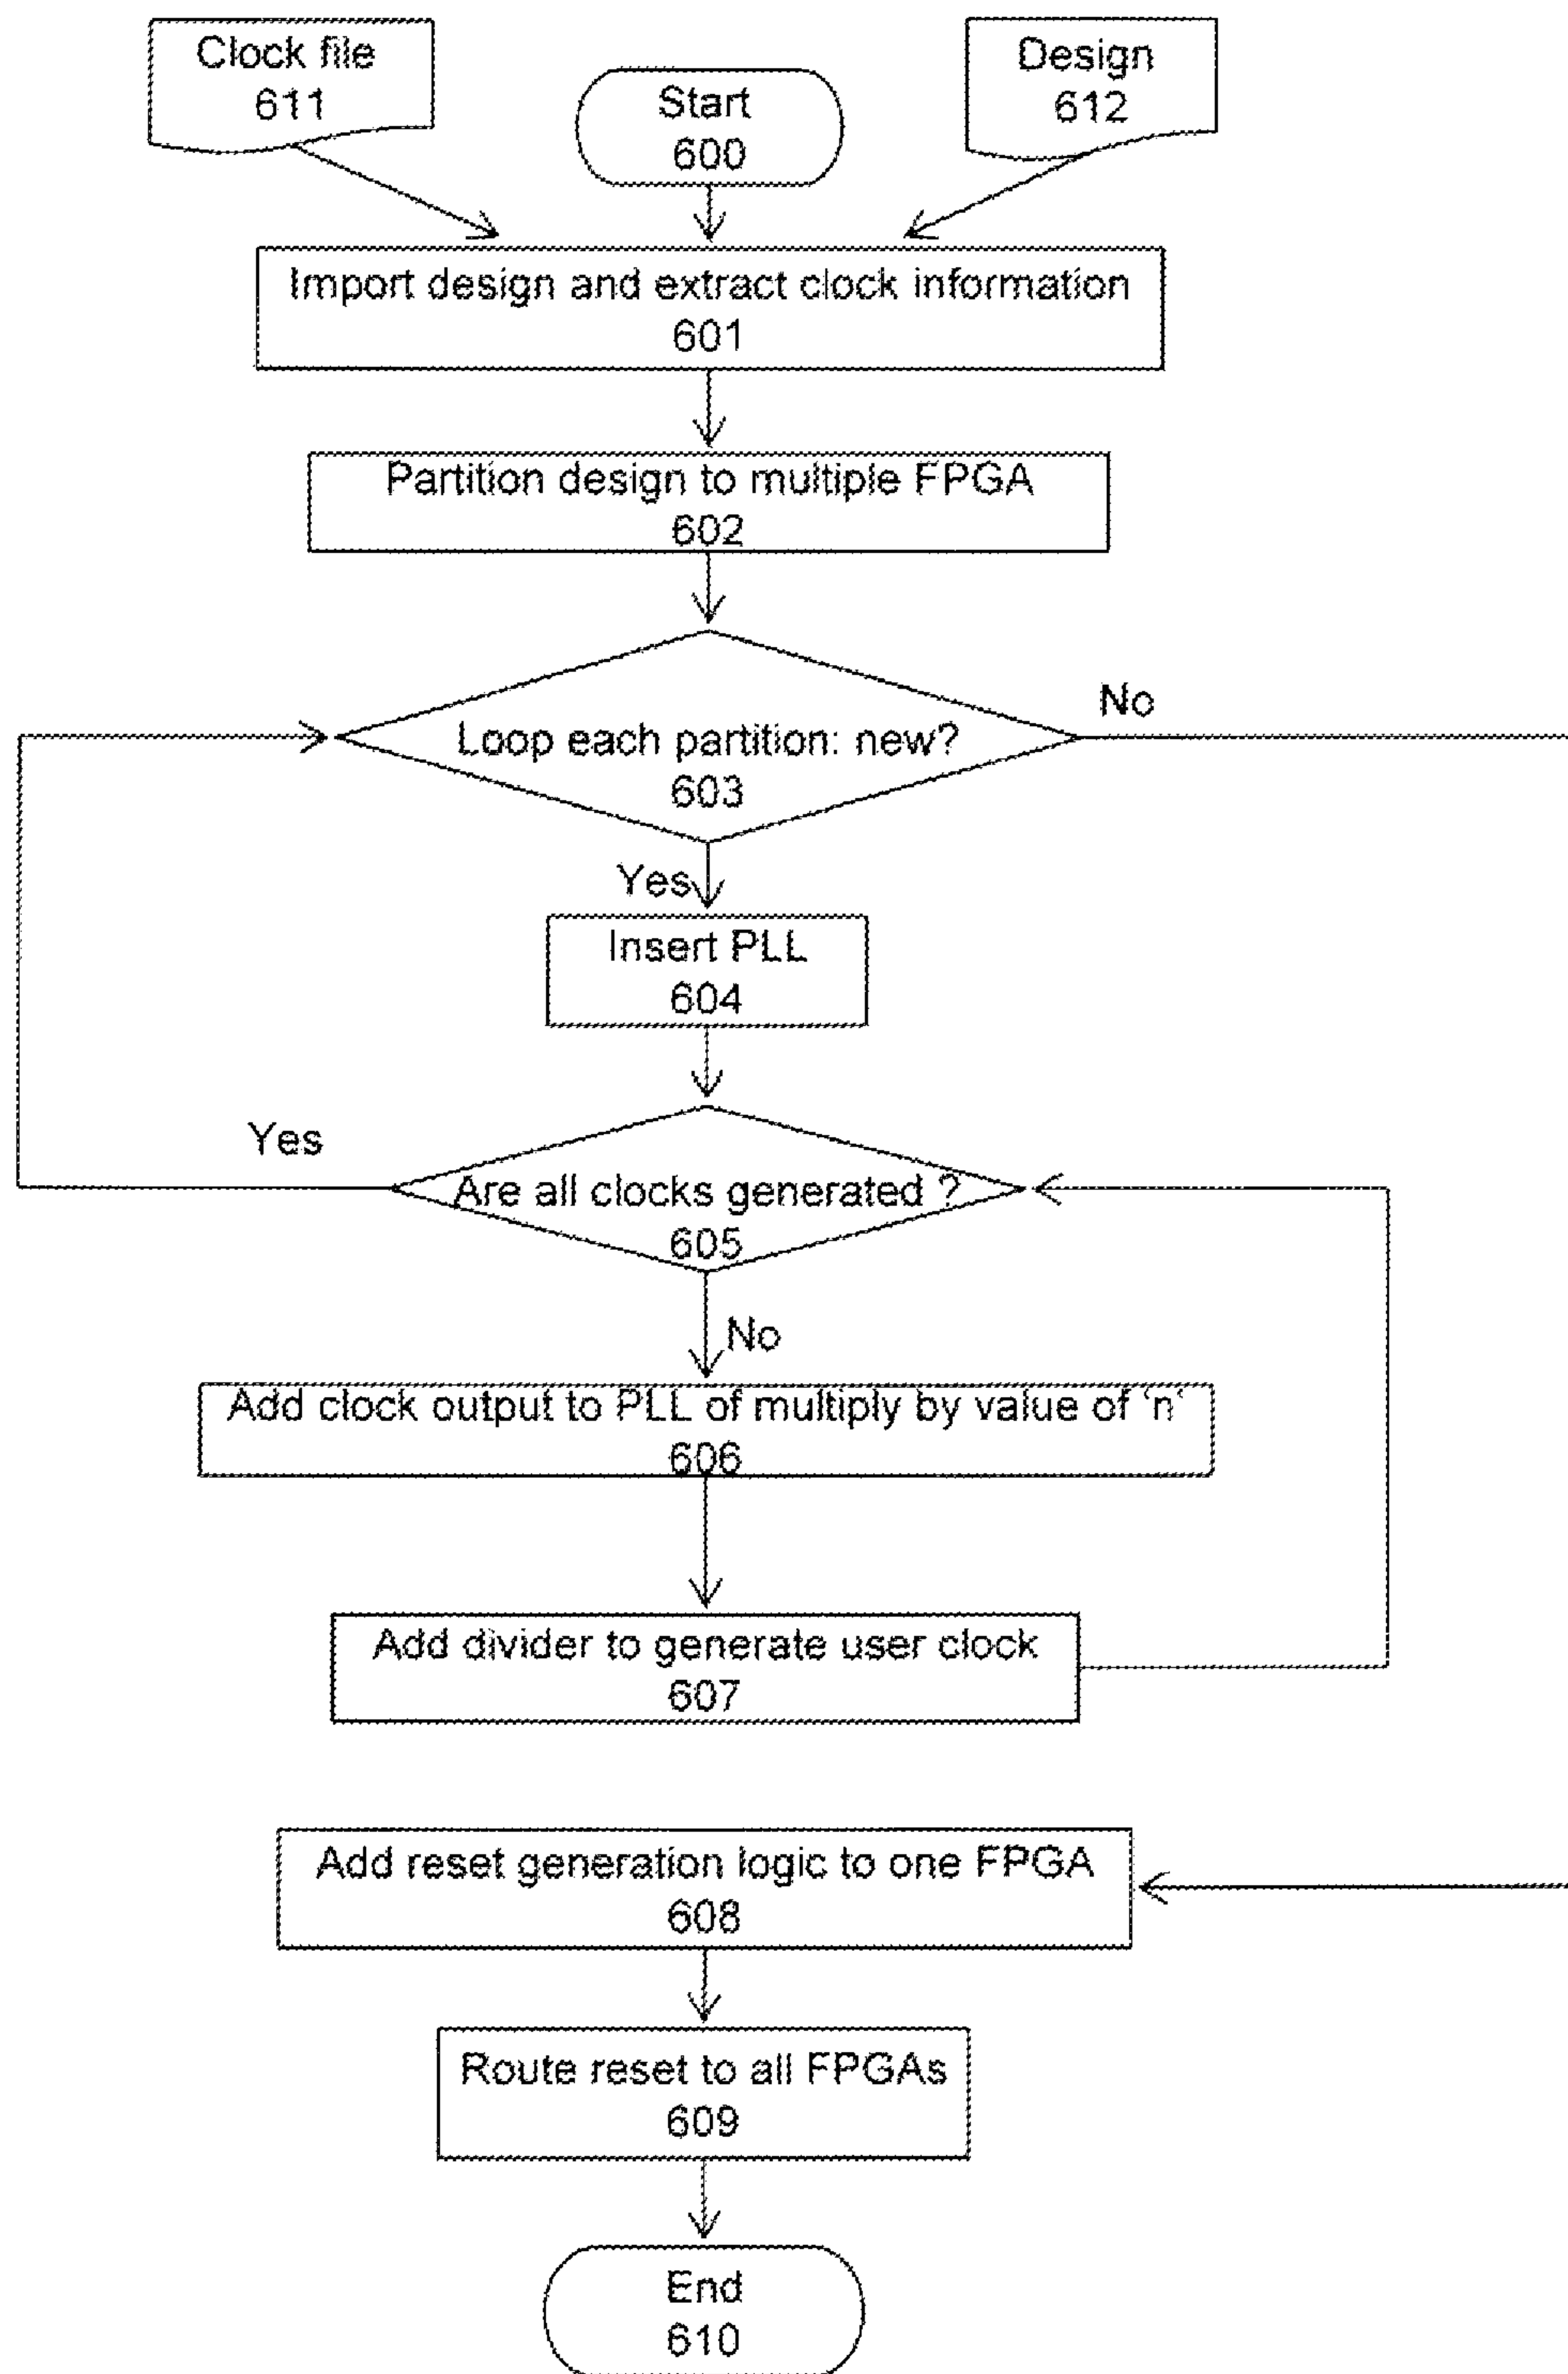 Clock file
611
Start
600
Design
612
Import design and extract clock information
601
Partition design to multiple FPGA
602
No
Loop each partition: new?
603
Yes
Insert PLL
604
Yes
Are all clocks generated ?
605
No
Add clock output to PLL of multiply by value of ‘n‘
606
Add divider to generate user clock
607
Add reset generation logic to one FPGA
608
Route reset to all FPGAs
609
End
610